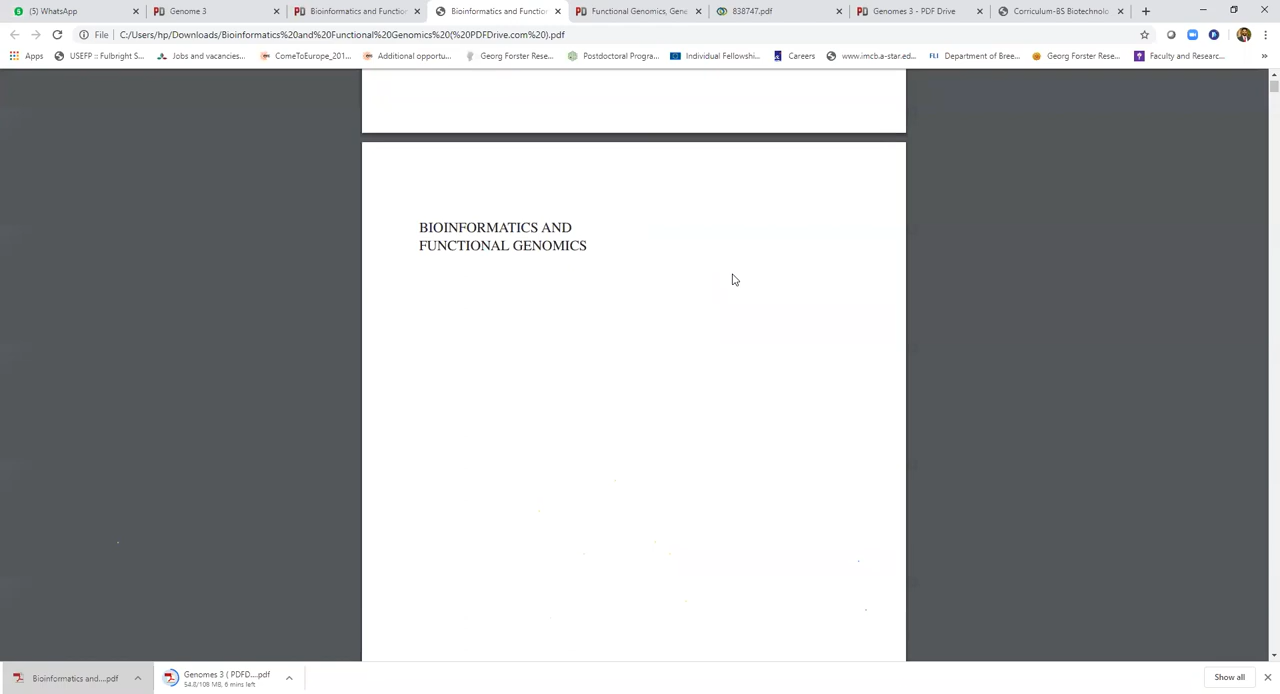 (5) WhatsApp
Genome 3
Bioinformatics and Function
Bioinformatics and Functio
Functional Genomics, Gene
838747.pdf
Genomes 3 - PDF Drive
Corriculum-BS Biotechnolo
File | C:/Users/hp/Downloads/Bioinformatics%20and%20Functional%20Genomics%20(%20PDFDrive.com%20).pdf
Apps
USEFP :: Fulbright S...
Jobs and vacancies...
ComeToEurope_201...
Additional opportu...
Georg Forster Rese...
Postdoctoral Progra...
Individual Fellowshi...
Careers
www.imcb.a-star.ed...
FLI Department of Bree...
Georg Forster Rese...
Faculty and Researc...
BIOINFORMATICS AND
FUNCTIONAL GENOMICS
Bioinformatics and....pdf
Genomes 3 ( PDFD....pdf
54.8/109 MB, 6 mins left
Show all